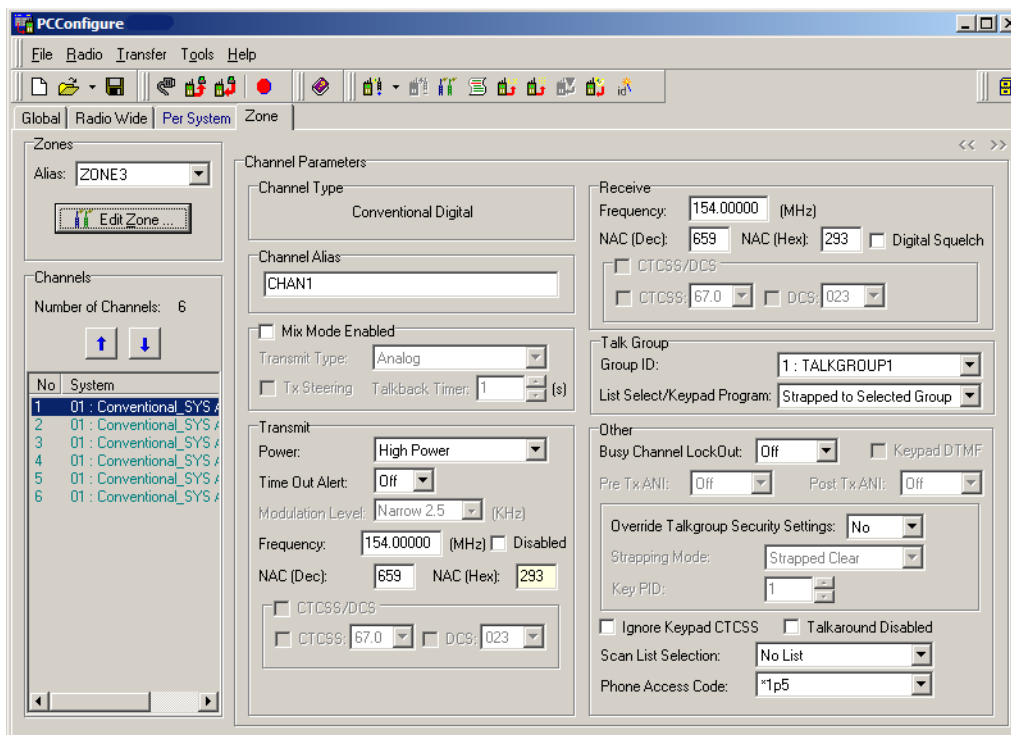 PCConfigure
File Radio Transfer Tools Help
id
Global Radio Wide Per System Zone
Zones
Alias: ZONE3
Edit Zone ...
Channels
Number of Channels: 6
No System
1 01 : Conventional_SYS
2 01 : Conventional_SYS
3 01 : Conventional_SYS
4 01 : Conventional_SYS
5 01 : Conventional_SYS
6 01 : Conventional_SYS
<< >>
Channel Parameters
Channel Type
Conventional Digital
Channel Alias
CHAN1
Mix Mode Enabled
Transmit Type: Analog
Tx Steering Talkback Timer: 1 (s)
Transmit
Power: High Power
Time Out Alert: Off
Modulation Level: Narrow 2.5 (KHz)
Frequency: 154.00000 (MHz) Disabled
NAC (Dec): 659 NAC (Hex): 293
CTCSS/DCS
CTCSS: 67.0 DCS: 023
Receive
Frequency: 154.00000 (MHz)
NAC (Dec): 659 NAC (Hex): 293 Digital Squelch
CTCSS/DCS
CTCSS: 67.0 DCS: 023
Talk Group
Group ID: 1 : TALKGROUP1
List Select/Keypad Program: Strapped to Selected Group
Other
Busy Channel LockOut: Off Keypad DTMF
Pre Tx ANI: Off Post Tx ANI: Off
Override Talkgroup Security Settings: No
Strapping Mode: Strapped Clear
Key PID: 1
Ignore Keypad CTCSS Talkaround Disabled
Scan List Selection: No List
Phone Access Code: *1p5